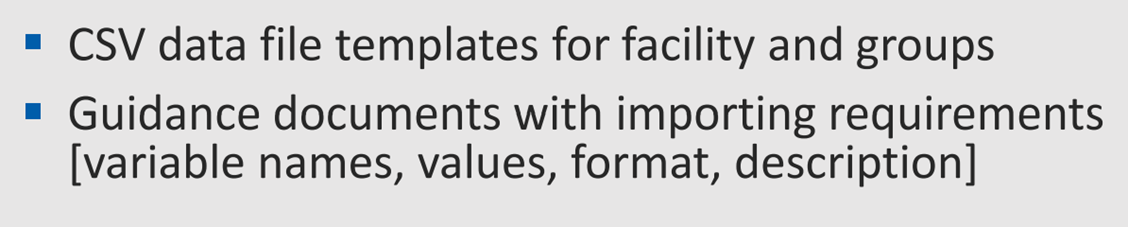 CSV data file templates for facility and groups
Guidance documents with importing requirements
[variable names, values, format, description]